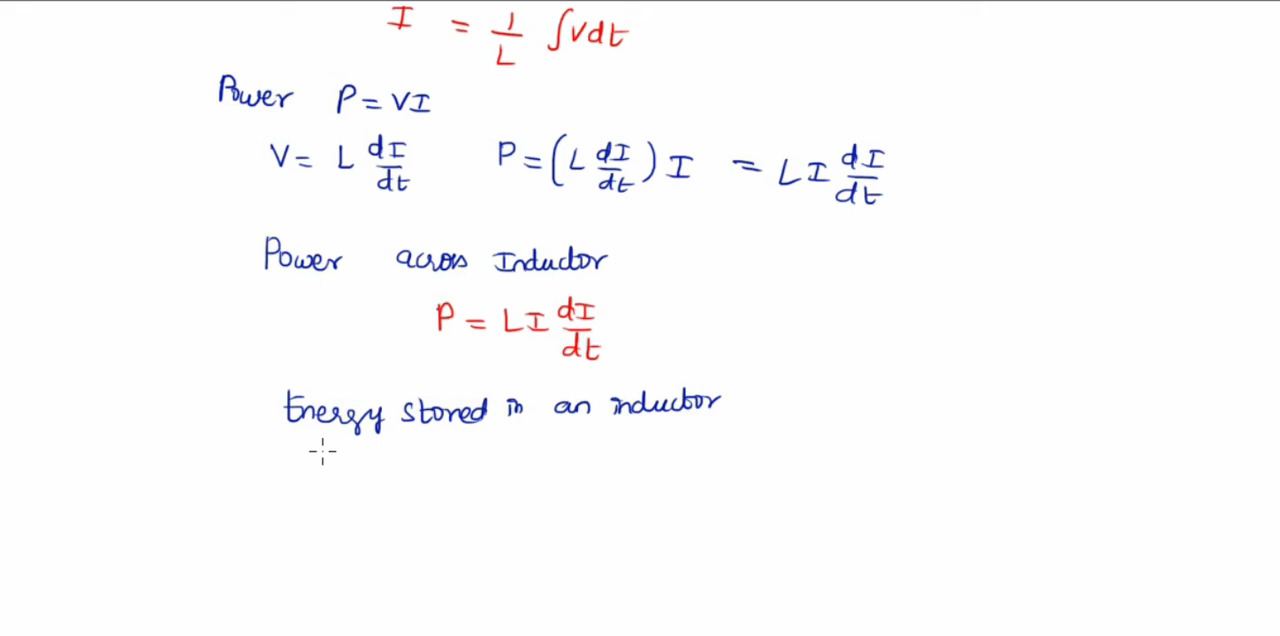 I = 1/L ∫Vdt
Power P = VI
V = L dI/dt P = (L dI/dt) I = LI dI/dt
Power across Inductor
P = LI dI/dt
Energy stored in an inductor